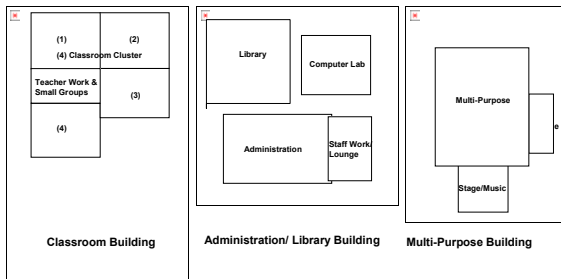 (1)
(2)
(4) Classroom Cluster
Teacher Work &
Small Groups
(3)
(4)
Classroom Building
Library
Computer Lab
Administration
Staff Work/
Lounge
Administration/ Library Building
Multi-Purpose
e
Stage/Music
Multi-Purpose Building